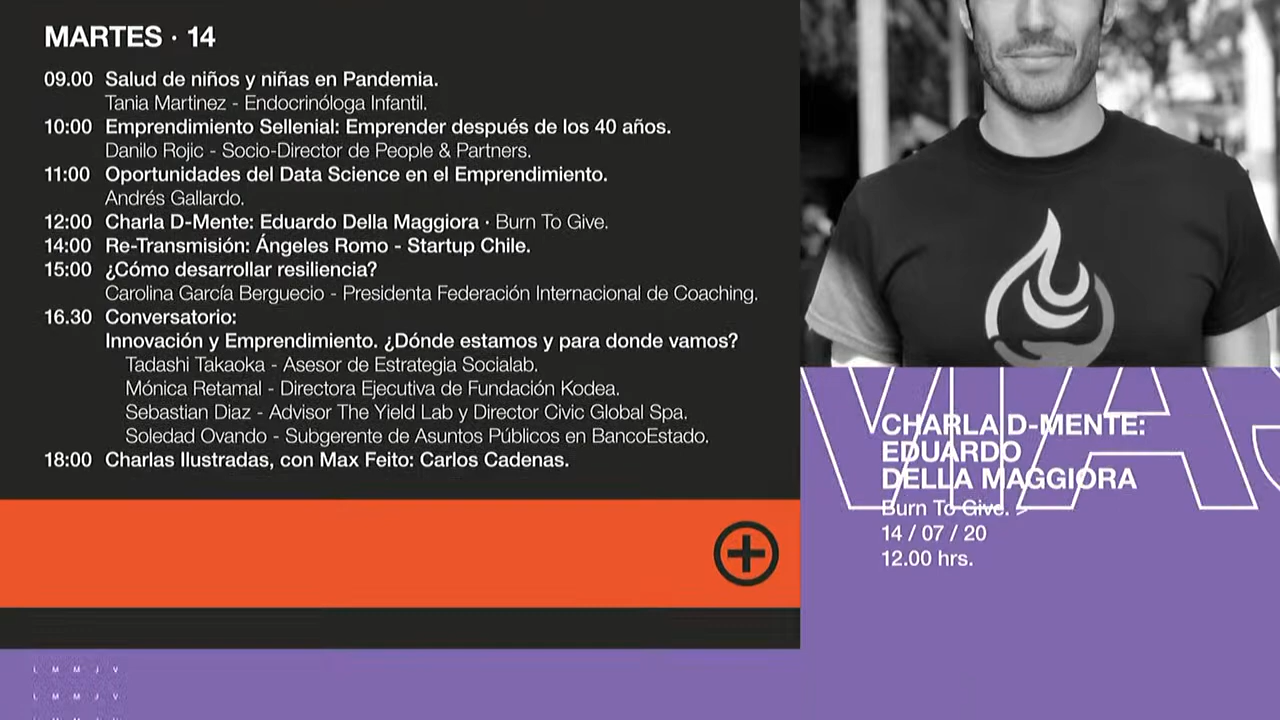 MARTES · 14
09.00 Salud de niños y niñas en Pandemia.
Tania Martinez - Endocrinóloga Infantil.
10:00 Emprendimiento Sellenial: Emprender después de los 40 años.
Danilo Rojic - Socio-Director de People & Partners.
11:00 Oportunidades del Data Science en el Emprendimiento.
Andrés Gallardo.
12:00 Charla D-Mente: Eduardo Della Maggiora · Burn To Give.
14:00 Re-Transmisión: Ángeles Romo - Startup Chile.
15:00 ¿Cómo desarrollar resiliencia?
Carolina García Berguecio - Presidenta Federación Internacional de Coaching.
16.30 Conversatorio:
Innovación y Emprendimiento. ¿Dónde estamos y para donde vamos?
Tadashi Takaoka - Asesor de Estrategia Socialab.
Mónica Retamal - Directora Ejecutiva de Fundación Kodea.
Sebastian Diaz - Advisor The Yield Lab y Director Civic Global Spa.
Soledad Ovando - Subgerente de Asuntos Públicos en BancoEstado.
18:00 Charlas Ilustradas, con Max Feito: Carlos Cadenas.
CHARLA D-MENTE:
EDUARDO
DELLA MAGGIORA
Burn To Give. >
14 / 07 / 20
12.00 hrs.
L M M J V
L M M J V